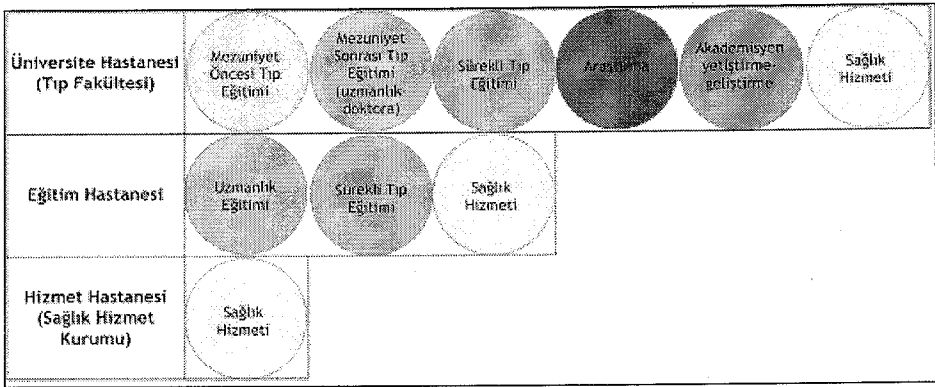 Üniversite Hastanesi
(Tıp Fakültesi)
Mezuniyet
Öncesi Tıp
Eğitimi
Mezuniyet
Sonrası Tıp
Eğitimi
(uzmanlık
doktora)
Sürekli Tıp
Eğitimi
Araştırma
Akademisyen
yetiştirme-
geliştirme
Sağlık
Hizmeti
Eğitim Hastanesi
Uzmanlık
Eğitimi
Sürekli Tıp
Eğitimi
Sağlık
Hizmeti
Hizmet Hastanesi
(Sağlık Hizmet
Kurumu)
Sağlık
Hizmeti